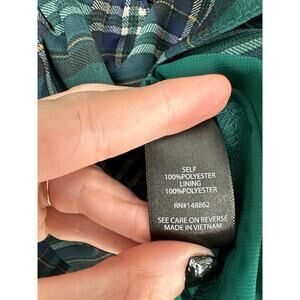 SELF
100%POLYESTER
LINING
100%POLYESTER
RN#148862
SEE CARE ON REVERSE
MADE IN VIETNAM